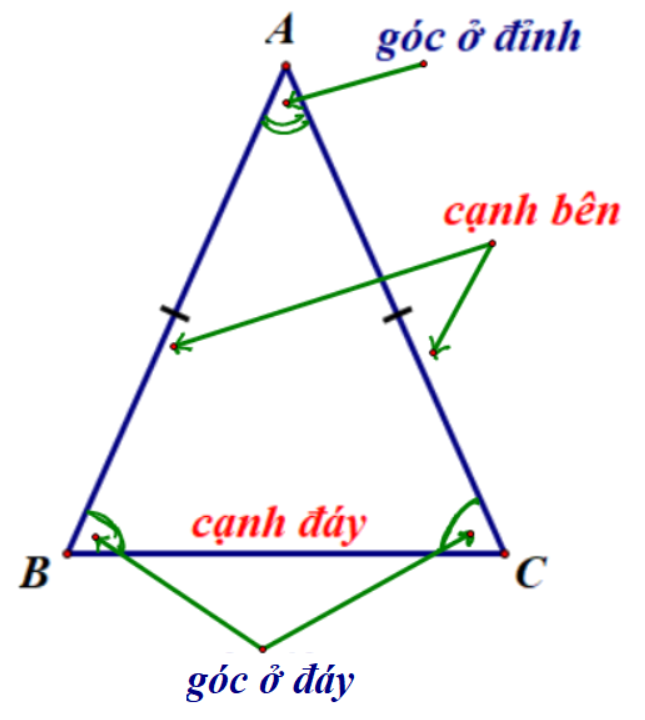 A
góc ở đỉnh
cạnh bên
cạnh đáy
B
C
góc ở đáy